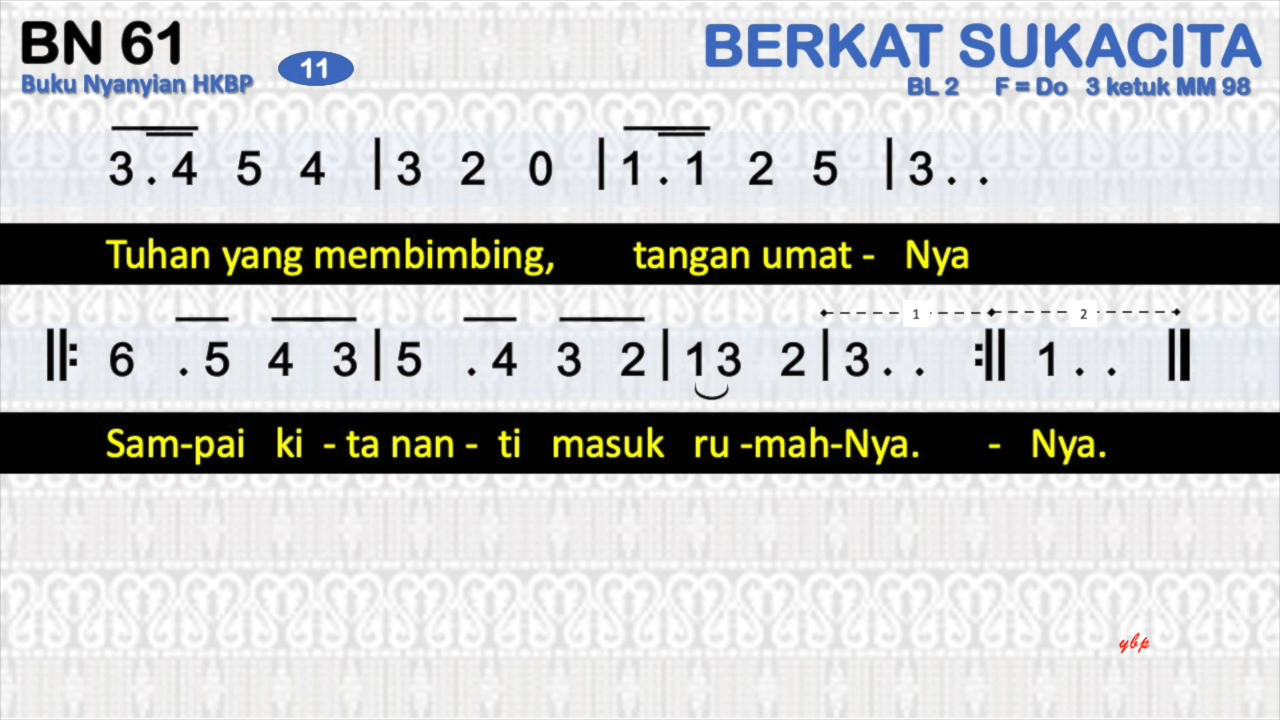 BN 61
Buku Nyanyian HKBP
11
BERKAT SUKACITA
BL 2 F = Do 3 ketuk MM 98
3 . 4 5 4 | 3 2 0 | 1 . 1 2 5 | 3 . .
Tuhan yang membimbing, tangan umat - Nya
1 2
||: 6 . 5 4 3 | 5 . 4 3 2 | 1 3 2 | 3 . . :|| 1 . . ||
Sam-pai ki - ta nan - ti masuk ru -mah-Nya. - Nya.
ybp